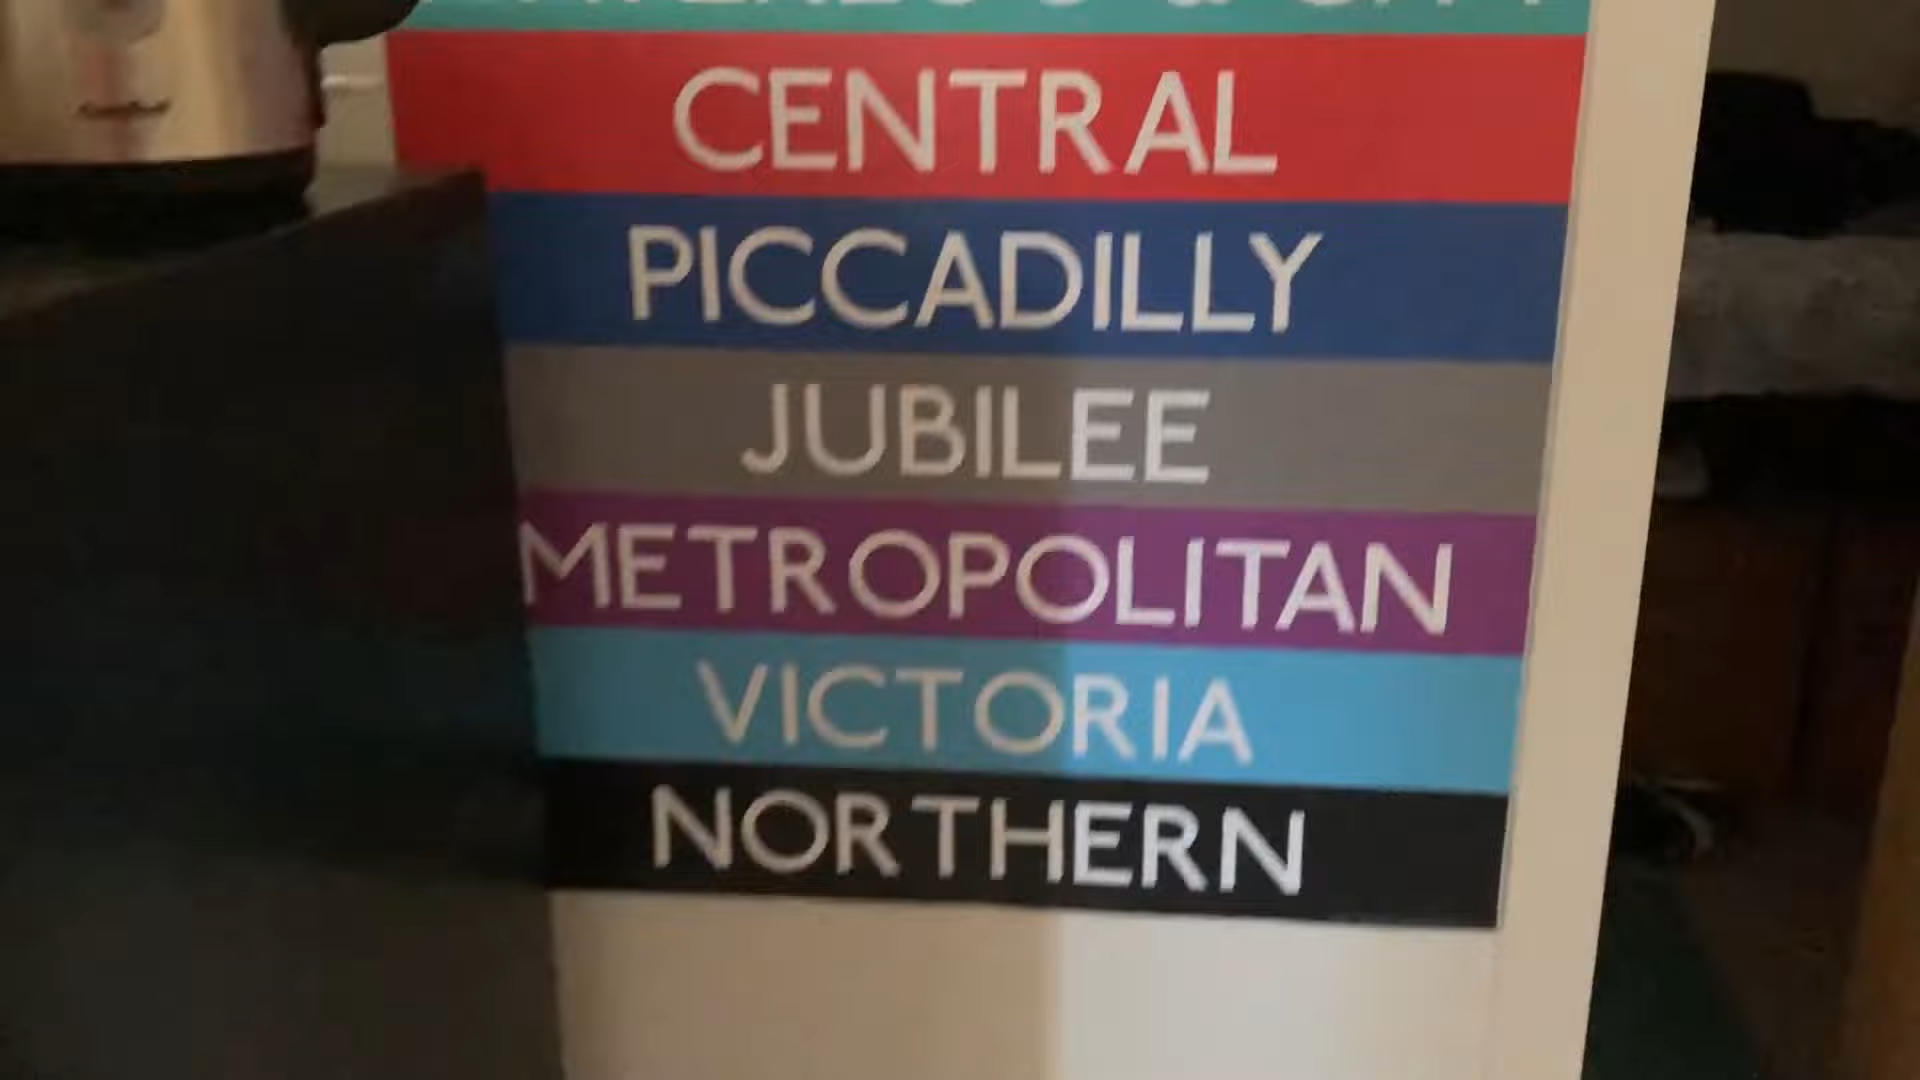 CENTRAL
PICCADILLY
JUBILEE
METROPOLITAN
VICTORIA
NORTHERN